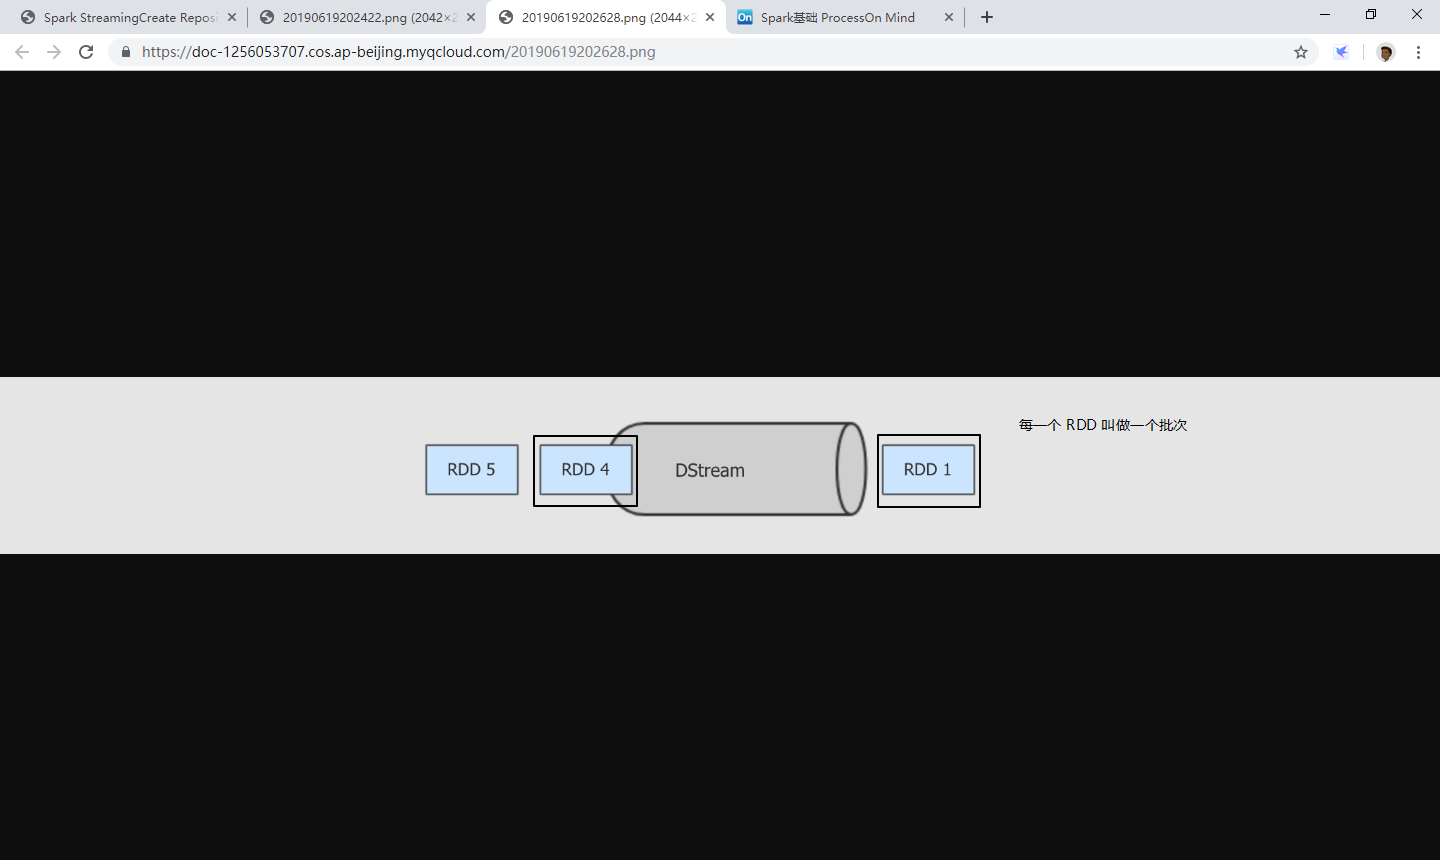 Spark StreamingCreate Reposi
20190619202422.png (2042×2
20190619202628.png (2044×2
On Spark基础 ProcessOn Mind
https://doc-1256053707.cos.ap-beijing.myqcloud.com/20190619202628.png
每一个 RDD 叫做一个批次
RDD 5
RDD 4
DStream
RDD 1